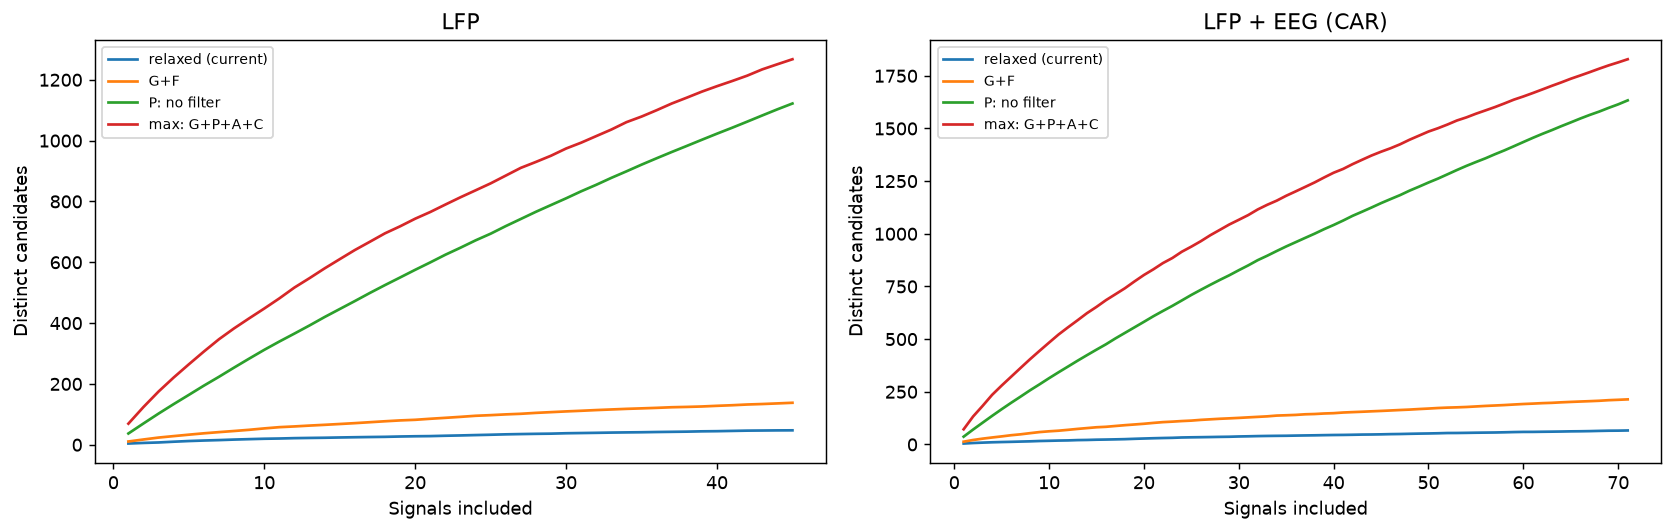 LFP
relaxed (current)
G+F
P: no filter
max: G+P+A+C
1200
1000
800
600
400
200
0
Distinct candidates
0 10 20 30 40
Signals included
LFP + EEG (CAR)
relaxed (current)
G+F
P: no filter
max: G+P+A+C
1750
1500
1250
1000
750
500
250
0
Distinct candidates
0 10 20 30 40 50 60 70
Signals included